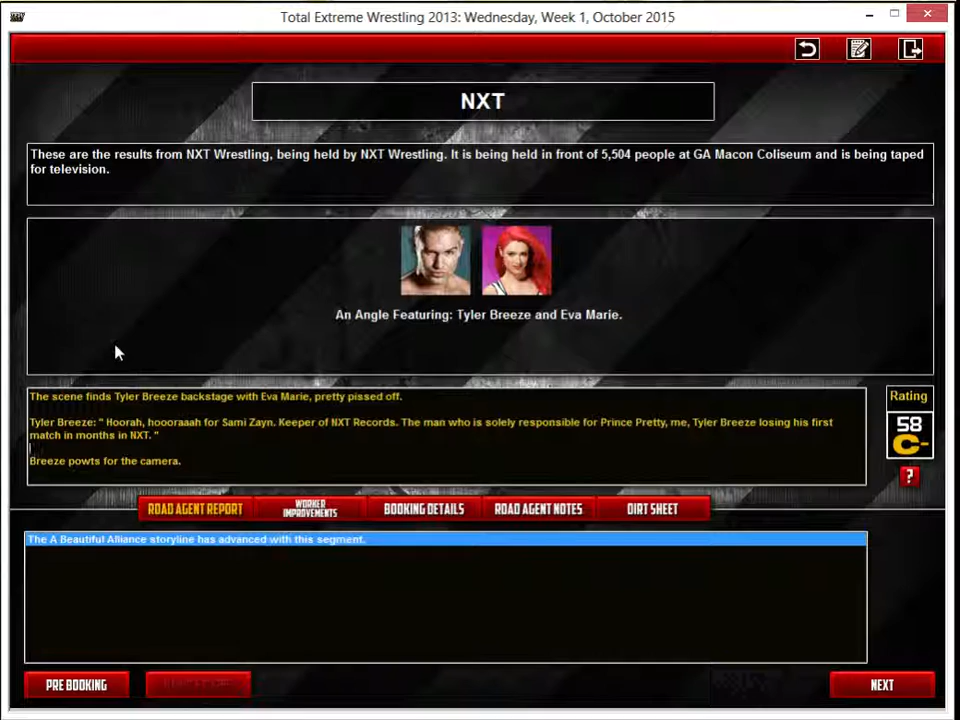 Total Extreme Wrestling 2013: Wednesday, Week 1, October 2015
NXT
These are the results from NXT Wrestling, being held by NXT Wrestling. It is being held in front of 5,504 people at GA Macon Coliseum and is being taped
for television.
An Angle Featuring: Tyler Breeze and Eva Marie.
The scene finds Tyler Breeze backstage with Eva Marie, pretty pissed off.
Tyler Breeze: " Hoorah, hoooraaah for Sami Zayn. Keeper of NXT Records. The man who is solely responsible for Prince Pretty, me, Tyler Breeze losing his first
match in months in NXT. "
Breeze powts for the camera.
Rating
58
C-
?
ROAD AGENT REPORT
WORKER
IMPROVEMENTS
BOOKING DETAILS
ROAD AGENT NOTES
DIRT SHEET
The A Beautiful Alliance storyline has advanced with this segment.
PRE BOOKING
NEXT